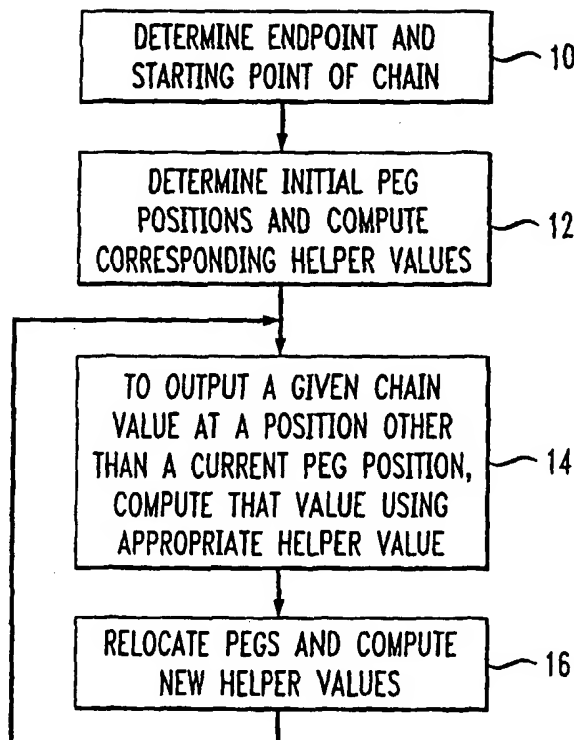 DETERMINE ENDPOINT AND
STARTING POINT OF CHAIN
10
DETERMINE INITIAL PEG
POSITIONS AND COMPUTE
CORRESPONDING HELPER VALUES
12
TO OUTPUT A GIVEN CHAIN
VALUE AT A POSITION OTHER
THAN A CURRENT PEG POSITION,
COMPUTE THAT VALUE USING
APPROPRIATE HELPER VALUE
14
RELOCATE PEGS AND COMPUTE
NEW HELPER VALUES
16